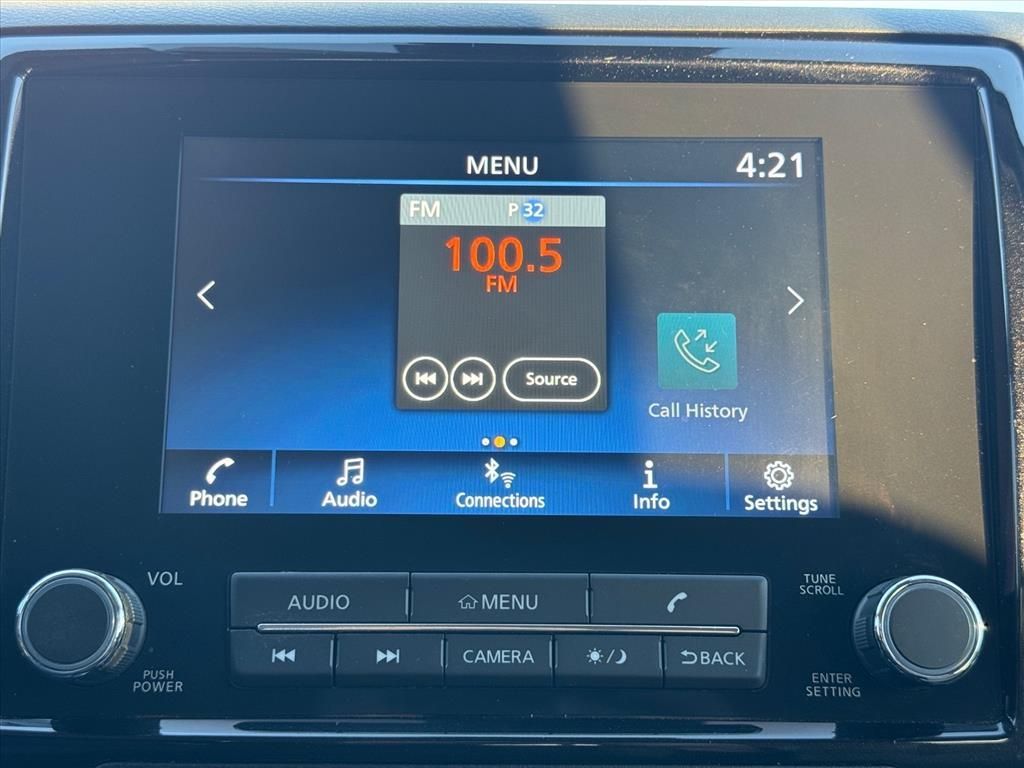 MENU 4:21
FM P 32
100.5
FM
Source
Call History
Phone Audio Connections Info Settings
VOL
AUDIO MENU
TUNE
SCROLL
CAMERA BACK
PUSH
POWER
ENTER
SETTING